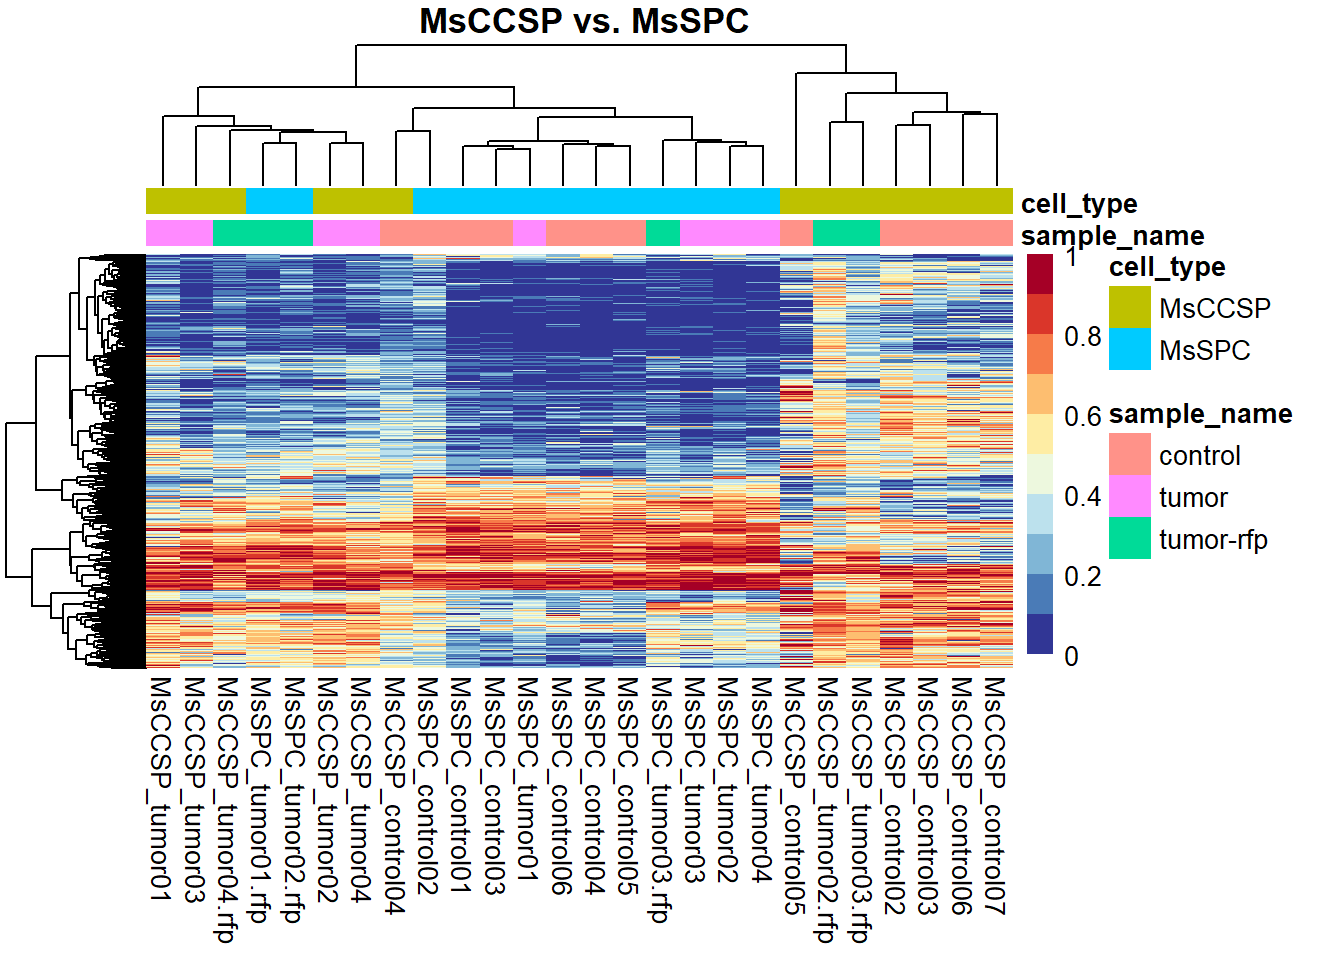 MsCCSP vs. MsSPC
cell_type
sample_name
1
0.8
0.6
0.4
0.2
0
cell_type
MsCCSP
MsSPC
sample_name
control
tumor
tumor-rfp
MsCCSP_tumor01
MsCCSP_tumor03
MsCCSP_tumor04.rfp
MsSPC_tumor01.rfp
MsSPC_tumor02.rfp
MsCCSP_tumor02
MsCCSP_tumor04
MsCCSP_control04
MsSPC_control02
MsSPC_control01
MsSPC_control03
MsSPC_tumor01
MsSPC_control06
MsSPC_control04
MsSPC_control05
MsSPC_tumor03.rfp
MsSPC_tumor03
MsSPC_tumor02
MsSPC_tumor04
MsCCSP_control05
MsCCSP_tumor02.rfp
MsCCSP_tumor03.rfp
MsCCSP_control02
MsCCSP_control03
MsCCSP_control06
MsCCSP_control07